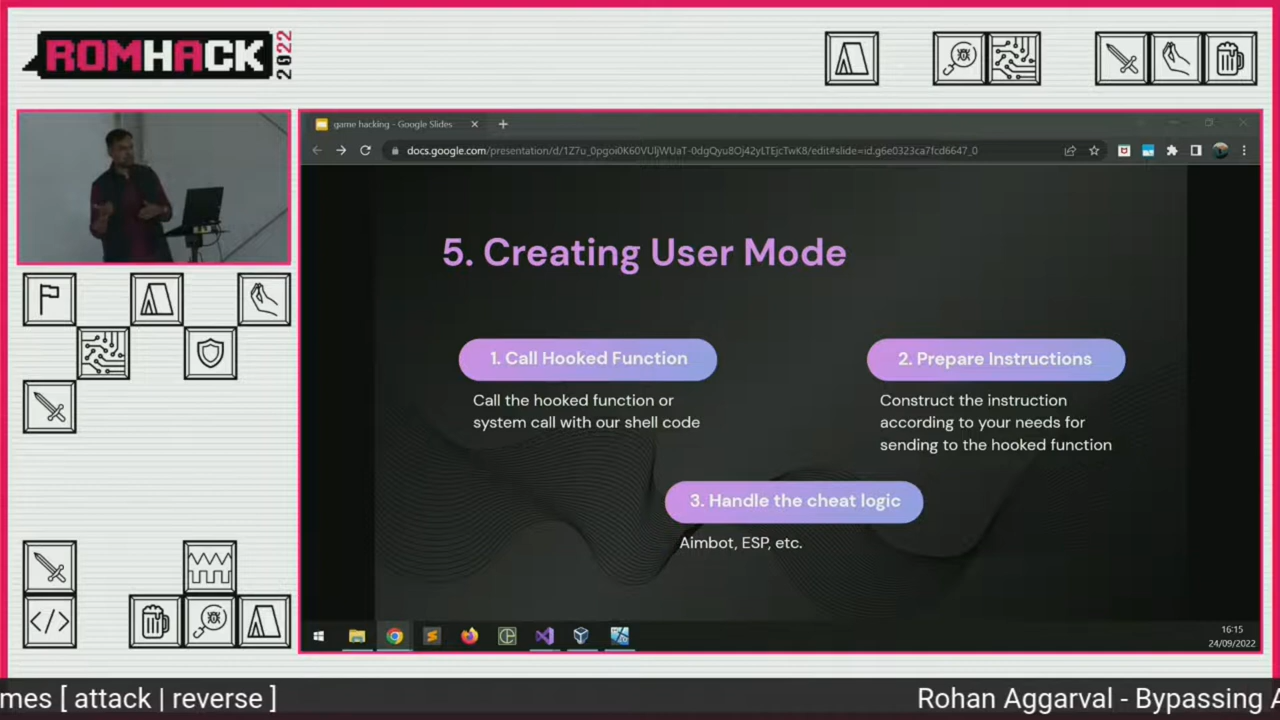 ROMHACK 2022
game hacking - Google Slides
docs.google.com/presentation/d/1Z7u_0pgoi0K60VUljWUaT-0dgQyu8Oj42yLTEjcTwK8/edit#slide=id.g6e0323ca7fcd6647_0
5. Creating User Mode
1. Call Hooked Function
Call the hooked function or
system call with our shell code
2. Prepare Instructions
Construct the instruction
according to your needs for
sending to the hooked function
3. Handle the cheat logic
Aimbot, ESP, etc.
</>
16:15
24/09/2022
mes [ attack | reverse ]
Rohan Aggarval - Bypassing A